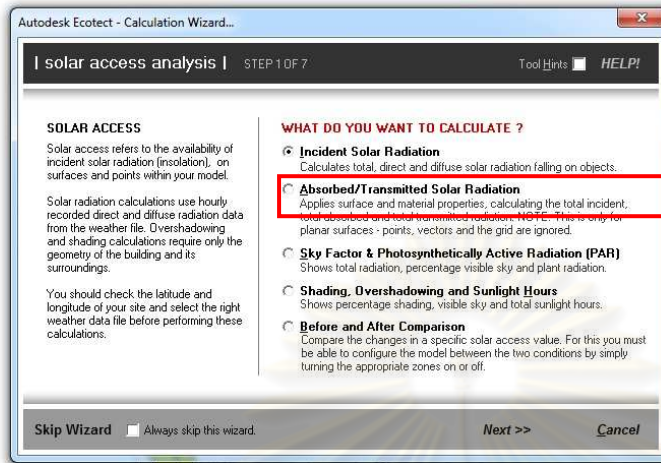 Autodesk Ecotect - Calculation Wizard...
| solar access analysis | STEP 1 OF 7 Tool Hints HELP!
SOLAR ACCESS
Solar access refers to the availability of
incident solar radiation (insolation), on
surfaces and points within your model.
Solar radiation calculations use hourly
recorded direct and diffuse radiation data
from the weather file. Overshadowing
and shading calculations require only the
geometry of the building and its
surroundings.
You should check the latitude and
longitude of your site and select the right
weather data file before performing these
calculations.
WHAT DO YOU WANT TO CALCULATE ?
Incident Solar Radiation
Calculates total, direct and diffuse solar radiation falling on objects.
Absorbed/Transmitted Solar Radiation
Applies surface and material properties, calculating the total incident,
total absorbed and total transmitted radiation. NOTE: This is only for
planar surfaces - points, vectors and the grid are ignored.
Sky Factor & Photosynthetically Active Radiation (PAR)
Shows total radiation, percentage visible sky and plant radiation.
Shading, Overshadowing and Sunlight Hours
Shows percentage shading, visible sky and total sunlight hours.
Before and After Comparison
Compare the changes in a specific solar access value. For this you must
be able to configure the model between the two conditions by simply
turning the appropriate zones on or off.
Skip Wizard Always skip this wizard. Next >> Cancel